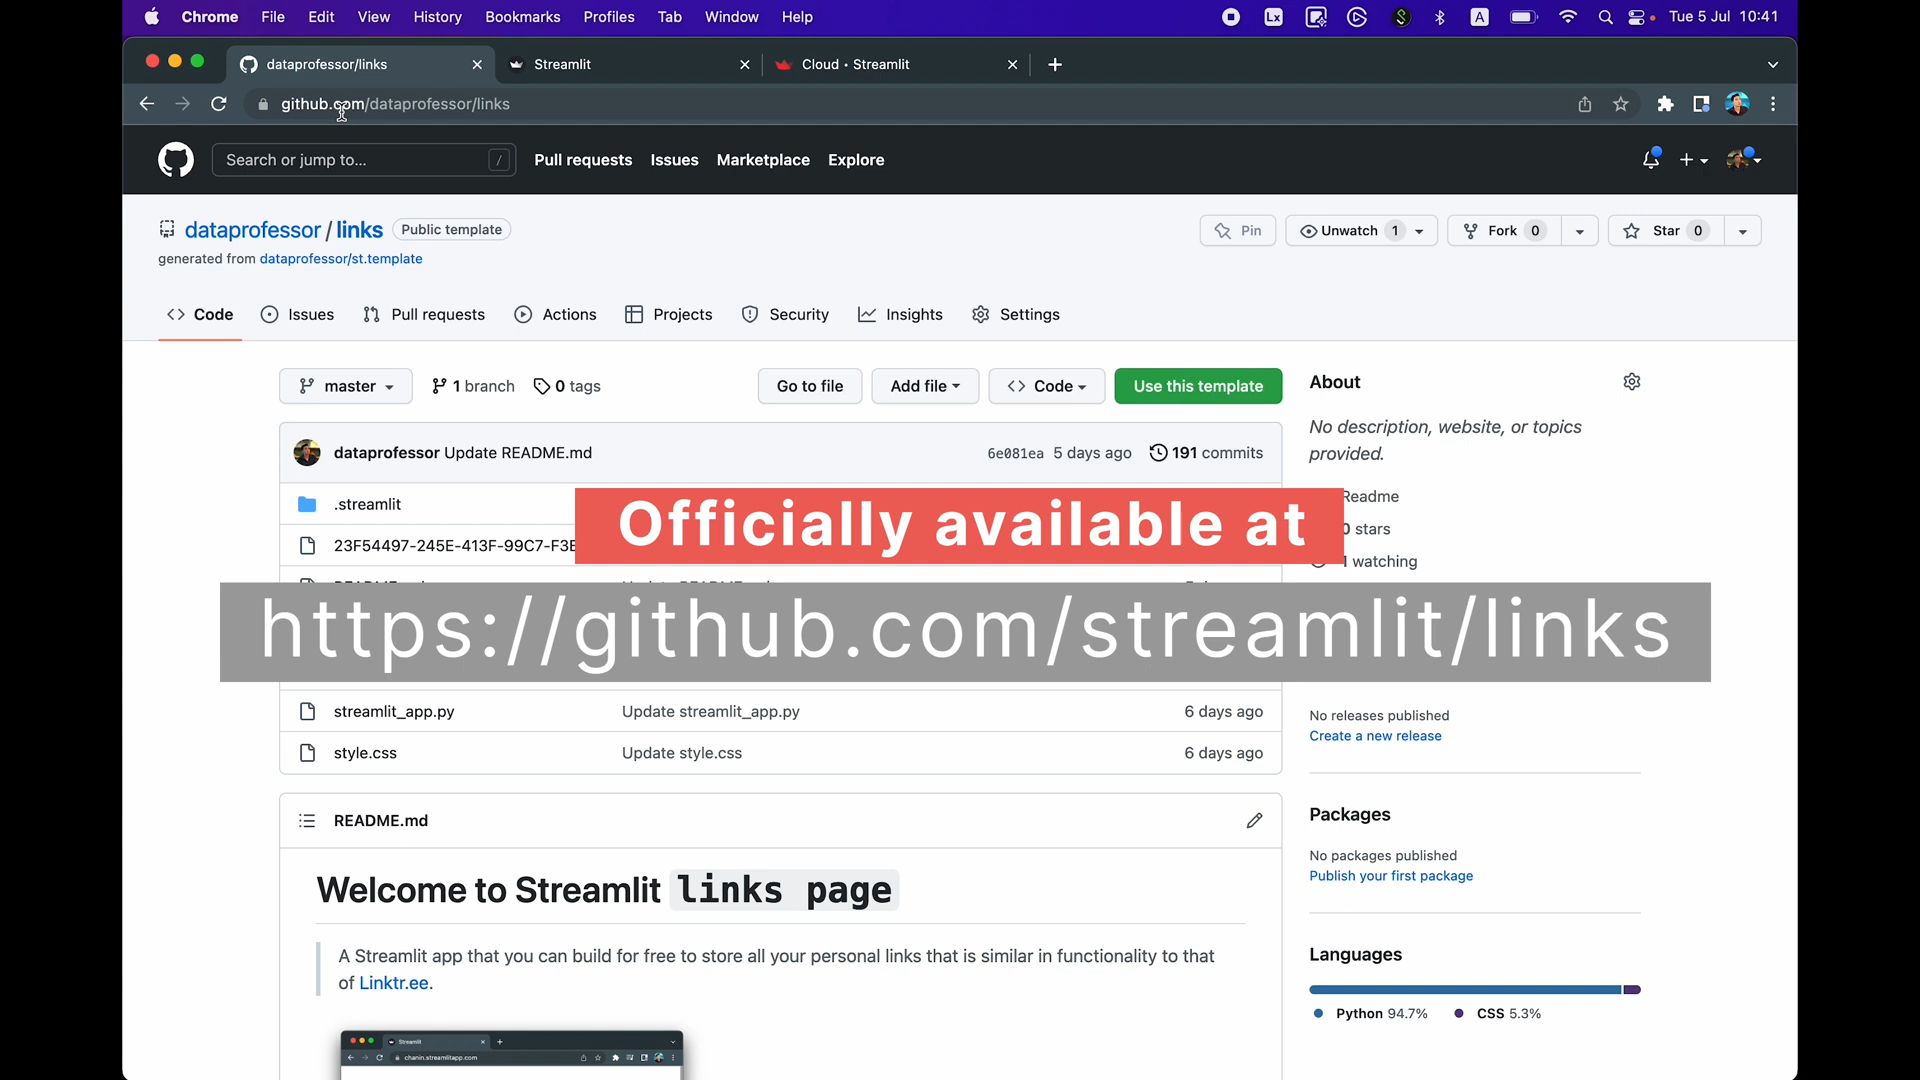 Chrome File Edit View History Bookmarks Profiles Tab Window Help
Lx A Tue 5 Jul 10:41
dataprofessor/links Streamlit Cloud • Streamlit
github.com/dataprofessor/links
Search or jump to... / Pull requests Issues Marketplace Explore
dataprofessor / links Public template
Pin Unwatch 1 Fork 0 Star 0
generated from dataprofessor/st.template
Code Issues Pull requests Actions Projects Security Insights Settings
master 1 branch 0 tags Go to file Add file Code Use this template
About
No description, website, or topics
provided.
dataprofessor Update README.md 6e081ea 5 days ago 191 commits
.streamlit
Readme
Officially available at
0 stars
23F54497-245E-413F-99C7-F3E
1 watching
https://github.com/streamlit/links
streamlit_app.py Update streamlit_app.py 6 days ago
style.css Update style.css 6 days ago
No releases published
Create a new release
README.md
Packages
No packages published
Publish your first package
Welcome to Streamlit links page
A Streamlit app that you can build for free to store all your personal links that is similar in functionality to that
of Linktr.ee.
Languages
Python 94.7% CSS 5.3%
Streamlit
chanin.streamlitapp.com